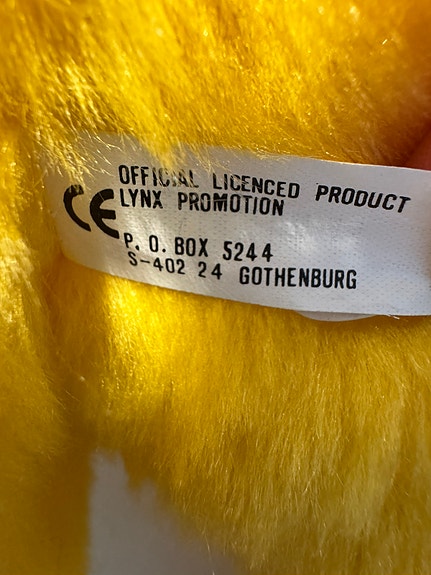 OFFICIAL LICENCED PRODUCT
CE LYNX PROMOTION
P. O. BOX 5244
S-402 24 GOTHENBURG